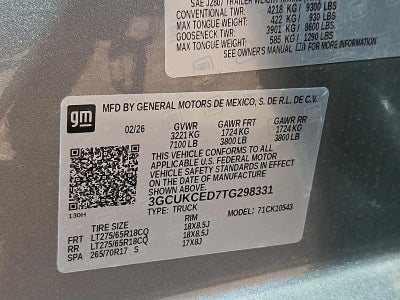 SAE J2807 TRAILER WEIGHT
CONVENTIONAL TWR: 4218 KG / 9300 LBS
MAX TONGUE WEIGHT: 422 KG / 930 LBS
GOOSENECK TWR: 3901 KG / 8600 LBS
MAX TONGUE WEIGHT: 585 KG / 1290 LBS
SEE OWNER'S MANUAL FOR MORE INFORMATION
gm
MFD BY GENERAL MOTORS DE MEXICO, S. DE R.L. DE C.V.
02/26 GVWR GAWR FRT GAWR RR
3221 KG 1724 KG 1724 KG
7100 LB 3800 LB 3800 LB
THIS VEHICLE CONFORMS TO ALL
APPLICABLE U.S. FEDERAL MOTOR
VEHICLE SAFETY STANDARDS IN
EFFECT ON THE DATE OF
MANUFACTURE SHOWN ABOVE.
3GCUKCED7TG298331
TYPE: TRUCK MODEL: 71CK10543
130H
TIRE SIZE RIM
FRT LT275/65R18CQ 18X8.5J
RR LT275/65R18CQ 18X8.5J
SPA 265/70R17 S 17X8J